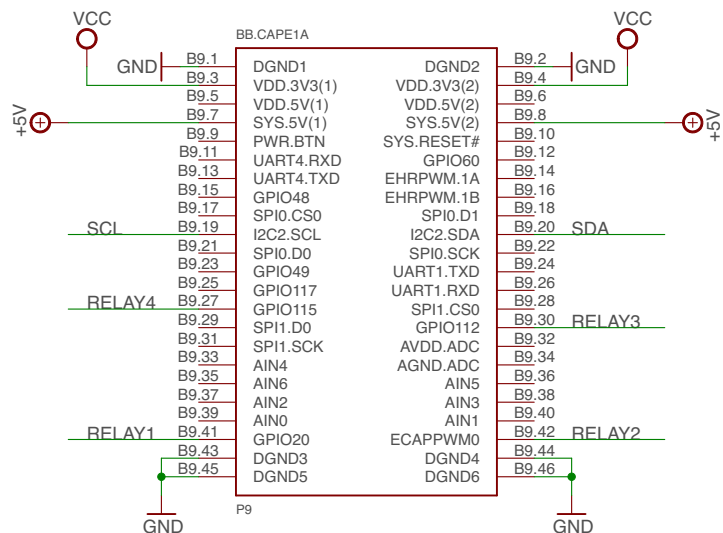 VCC VCC
BB.CAPE1A
GND B9.1 DGND1 DGND2 B9.2 GND
B9.3 VDD.3V3(1) VDD.3V3(2) B9.4
B9.5 VDD.5V(1) VDD.5V(2) B9.6
+5V B9.7 SYS.5V(1) SYS.5V(2) B9.8 +5V
B9.9 PWR.BTN SYS.RESET# B9.10
B9.11 UART4.RXD GPIO60 B9.12
B9.13 UART4.TXD EHRPWM.1A B9.14
B9.15 GPIO48 EHRPWM.1B B9.16
B9.17 SPI0.CS0 SPI0.D1 B9.18
SCL B9.19 I2C2.SCL I2C2.SDA B9.20 SDA
B9.21 SPI0.D0 SPI0.SCK B9.22
B9.23 GPIO49 UART1.TXD B9.24
B9.25 GPIO117 UART1.RXD B9.26
RELAY4 B9.27 GPIO115 SPI1.CS0 B9.28
B9.29 SPI1.D0 GPIO112 B9.30 RELAY3
B9.31 SPI1.SCK AVDD.ADC B9.32
B9.33 AIN4 AGND.ADC B9.34
B9.35 AIN6 AIN5 B9.36
B9.37 AIN2 AIN3 B9.38
B9.39 AIN0 AIN1 B9.40
RELAY1 B9.41 GPIO20 ECAPPWM0 B9.42 RELAY2
B9.43 DGND3 DGND4 B9.44
B9.45 DGND5 DGND6 B9.46
P9
GND GND